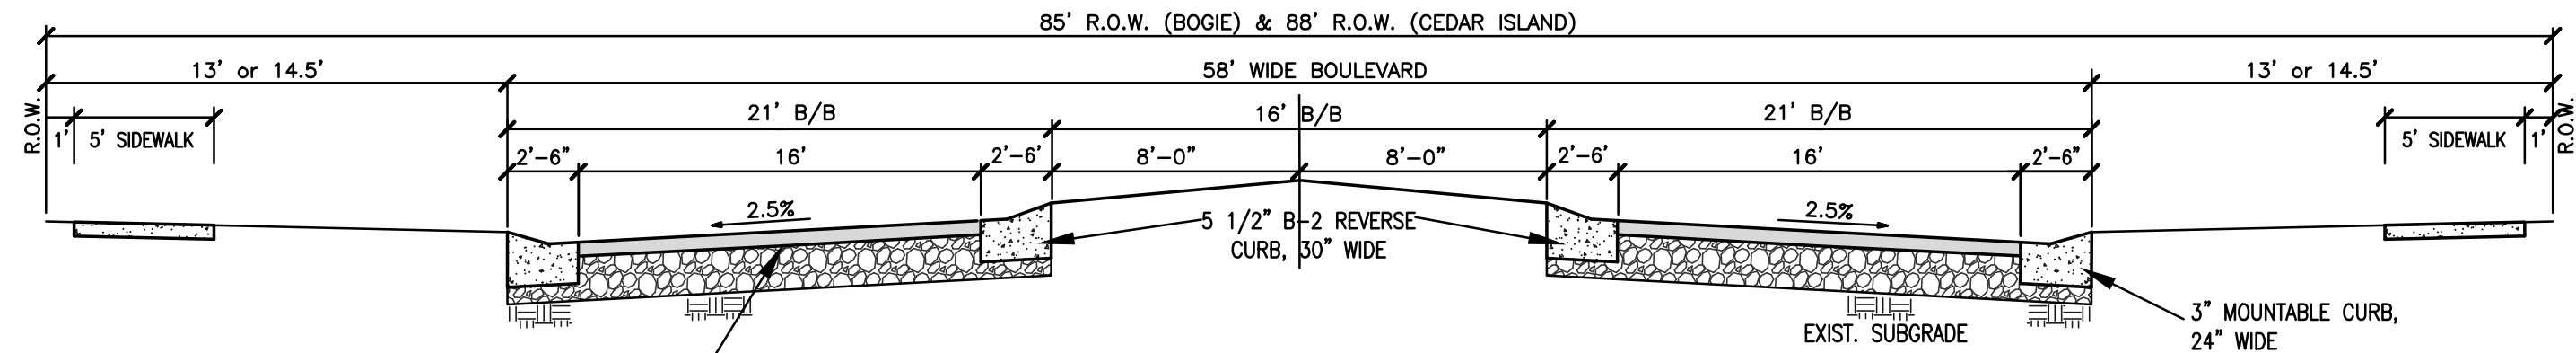 85' R.O.W. (BOGIE) & 88' R.O.W. (CEDAR ISLAND)
13' or 14.5'
58' WIDE BOULEVARD
13' or 14.5'
R.O.W.
1'
5' SIDEWALK
21' B/B
16' B/B
21' B/B
5' SIDEWALK
1'
R.O.W.
2'-6"
16'
2'-6'
8'-0"
8'-0"
2'-6'
16'
2'-6"
2.5%
2.5%
5 1/2" B-2 REVERSE
CURB, 30" WIDE
EXIST. SUBGRADE
3" MOUNTABLE CURB,
24" WIDE